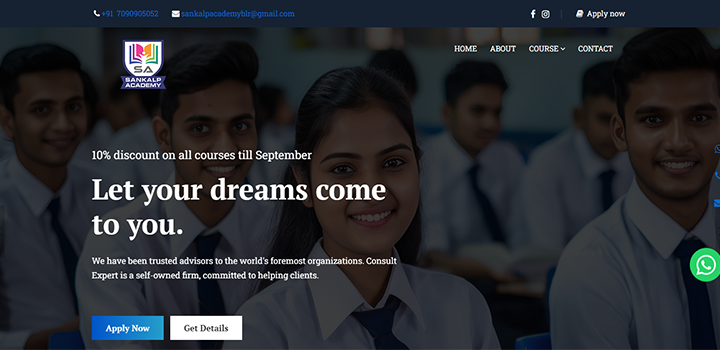 +91 7090905052
sankalpacademyblr@gmail.com
Apply now
SA
SANKALP
ACADEMY
HOME
ABOUT
COURSE
CONTACT
10% discount on all courses till September
Let your dreams come
to you.
We have been trusted advisors to the world's foremost organizations. Consult
Expert is a self-owned firm, committed to helping clients.
Apply Now
Get Details